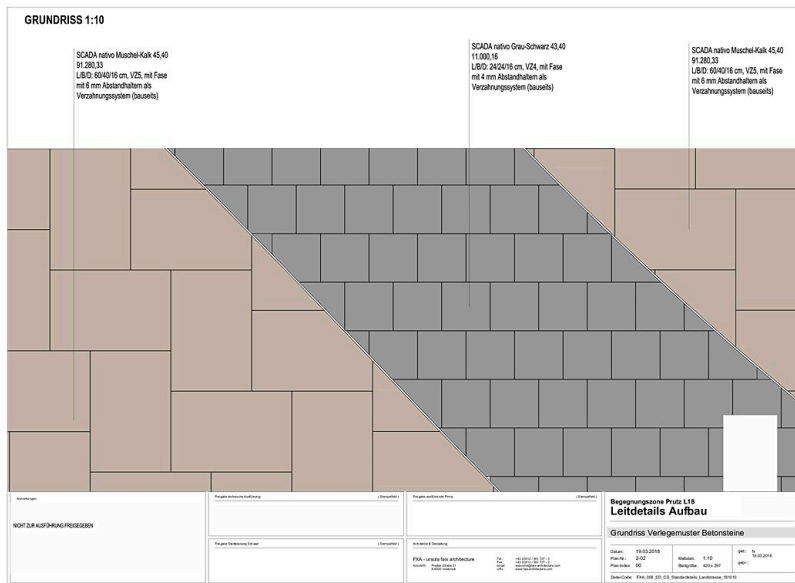 GRUNDRISS 1:10
SCADA nativo Muschel-Kalk 45,40
91.280,33
L/B/D: 60/40/16 cm, VZ5, mit Fase
mit 6 mm Abstandhaltern als
Verzahnungssystem (bauseits)
SCADA nativo Grau-Schwarz 43,40
11.000,16
L/B/D: 24/24/16 cm, VZ4, mit Fase
mit 4 mm Abstandhaltern als
Verzahnungssystem (bauseits)
SCADA nativo Muschel-Kalk 45,40
91.280,33
L/B/D: 60/40/16 cm, VZ5, mit Fase
mit 6 mm Abstandhaltern als
Verzahnungssystem (bauseits)
NICHT ZUR AUSFÜHRUNG FREIGEGEBEN
FXA - ursula faix architecture
Begegnungszone Prutz L18
Leitdetails Aufbau
Grundriss Verlegemuster Betonsteine
Datum: 19.03.2018
Plan-Nr.: 2-02
Maßstab: 1:10
Plan-Index: 00